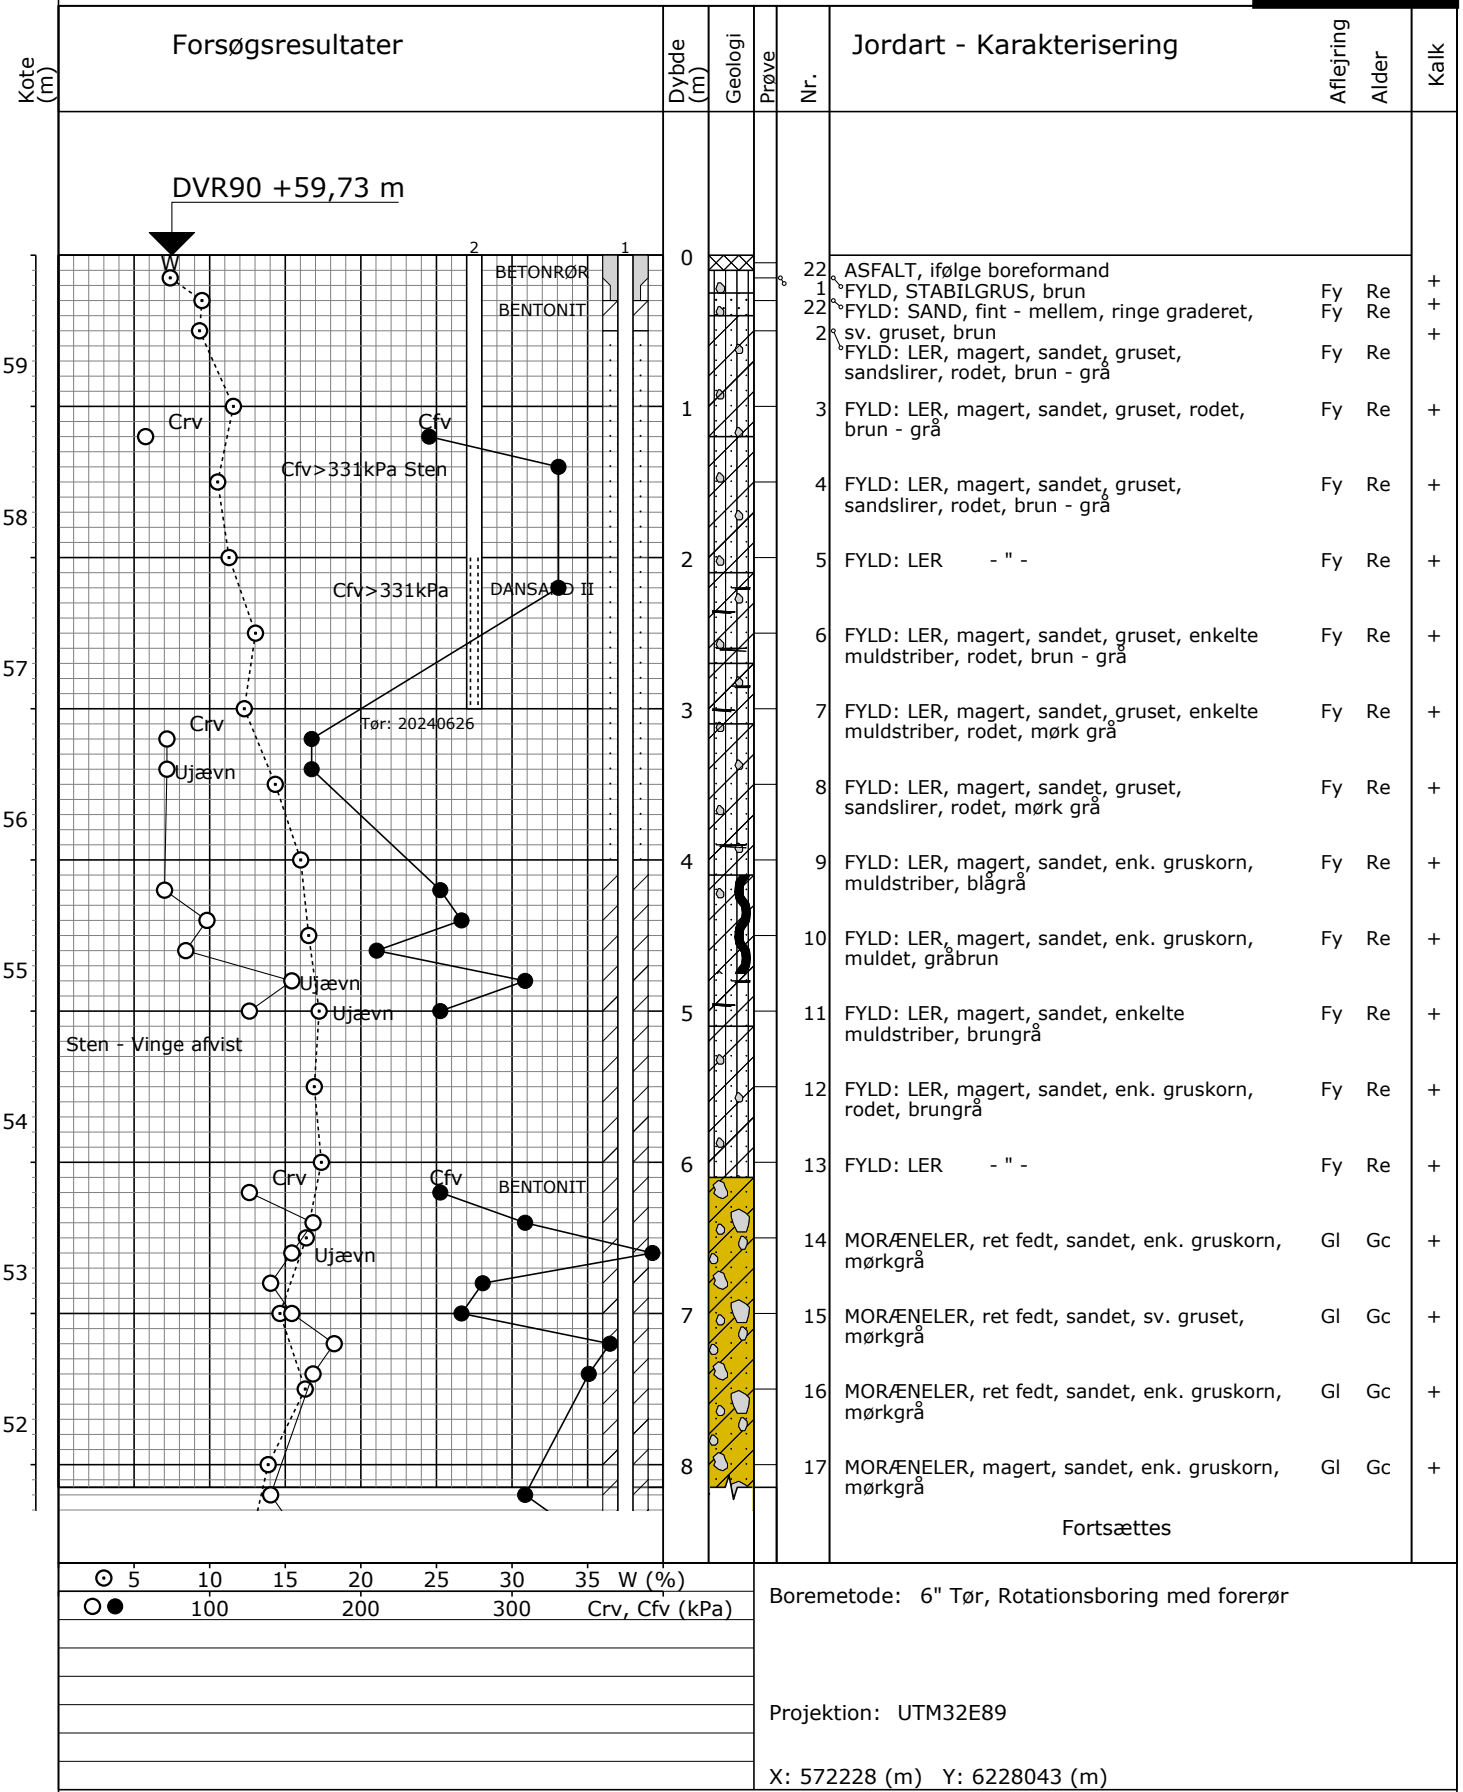 Kote (m)
Forsøgsresultater
Dybde (m)
Geologi
Prøve
Nr.
Jordart - Karakterisering
Aflejring
Alder
Kalk
DVR90 +59,73 m
W
2
1
BETONRØR
BENTONIT
0
22 ASFALT, ifølge boreformand +
1 FYLD, STABILGRUS, brun Fy Re +
22 FYLD: SAND, fint - mellem, ringe graderet, Fy Re
2 sv. gruset, brun +
FYLD: LER, magert, sandet, gruset, Fy Re
sandslirer, rodet, brun - grå
59
Crv
Cfv
1
3 FYLD: LER, magert, sandet, gruset, rodet, Fy Re +
brun - grå
Cfv>331kPa Sten
4 FYLD: LER, magert, sandet, gruset, Fy Re +
sandslirer, rodet, brun - grå
58
2
5 FYLD: LER - " - Fy Re +
Cfv>331kPa
DANSAND II
6 FYLD: LER, magert, sandet, gruset, enkelte Fy Re +
muldstriber, rodet, brun - grå
57
3
Crv
Tør: 20240626
7 FYLD: LER, magert, sandet, gruset, enkelte Fy Re +
muldstriber, rodet, mørk grå
Ujævn
8 FYLD: LER, magert, sandet, gruset, Fy Re +
sandslirer, rodet, mørk grå
56
4
9 FYLD: LER, magert, sandet, enk. gruskorn, Fy Re +
muldstriber, blågrå
10 FYLD: LER, magert, sandet, enk. gruskorn, Fy Re +
muldet, gråbrun
55
Ujævn
Ujævn
5
11 FYLD: LER, magert, sandet, enkelte Fy Re +
muldstriber, brungrå
Sten - Vinge afvist
12 FYLD: LER, magert, sandet, enk. gruskorn, Fy Re +
rodet, brungrå
54
6
13 FYLD: LER - " - Fy Re +
Crv
Cfv
BENTONIT
Ujævn
14 MORÆNELER, ret fedt, sandet, enk. gruskorn, Gl Gc +
mørkgrå
53
7
15 MORÆNELER, ret fedt, sandet, sv. gruset, Gl Gc +
mørkgrå
16 MORÆNELER, ret fedt, sandet, enk. gruskorn, Gl Gc +
mørkgrå
52
8
17 MORÆNELER, magert, sandet, enk. gruskorn, Gl Gc +
mørkgrå
Fortsættes
5 10 15 20 25 30 35 W (%)
100 200 300 Crv, Cfv (kPa)
Boremetode: 6" Tør, Rotationsboring med forerør
Projektion: UTM32E89
X: 572228 (m) Y: 6228043 (m)